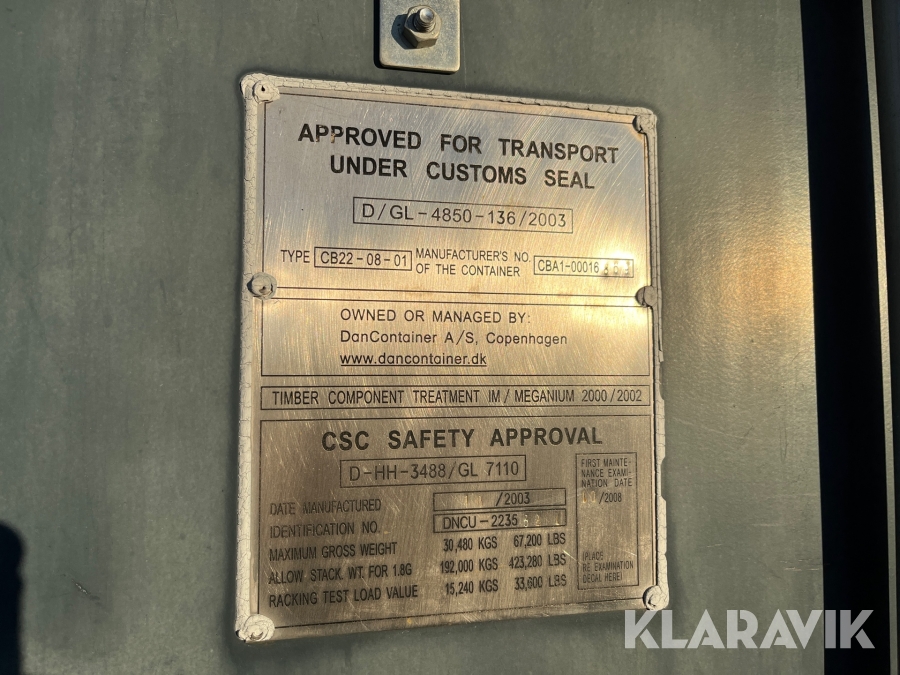 APPROVED FOR TRANSPORT
UNDER CUSTOMS SEAL
D/GL-4850-136/2003
TYPE CB22-08-01 MANUFACTURER'S NO. OF THE CONTAINER
OWNED OR MANAGED BY:
DanContainer A/S, Copenhagen
www.dancontainer.dk
TIMBER COMPONENT TREATMENT IM/MEGANIUM 2000/2002
CSC SAFETY APPROVAL
D-HH-3488/GL 7110
DATE MANUFACTURED /2003
IDENTIFICATION NO.
MAXIMUM GROSS WEIGHT 30,480 KGS 67,200 LBS
ALLOW STACK. WT. FOR 1.8G 192,000 KGS 423,280 LBS
RACKING TEST LOAD VALUE 15,240 KGS 33,600 LBS
FIRST MAINTE-
NANCE EXAMI-
NATION DATE
/2008
(PLACE
RE EXAMINATION
DECAL HERE)
KLARAVIK